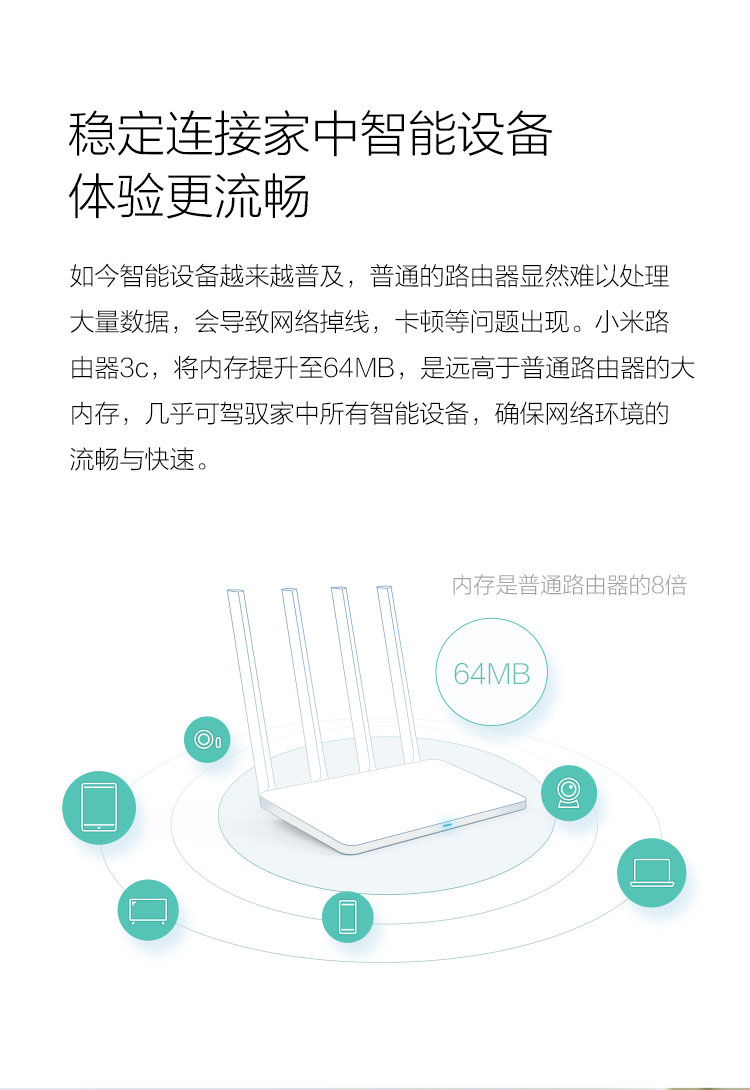 稳定连接家中智能设备
体验更流畅
如今智能设备越来越普及，普通的路由器显然难以处理
大量数据，会导致网络掉线，卡顿等问题出现。小米路
由器3c，将内存提升至64MB，是远高于普通路由器的大
内存，几乎可驾驭家中所有智能设备，确保网络环境的
流畅与快速。
内存是普通路由器的8倍
64MB